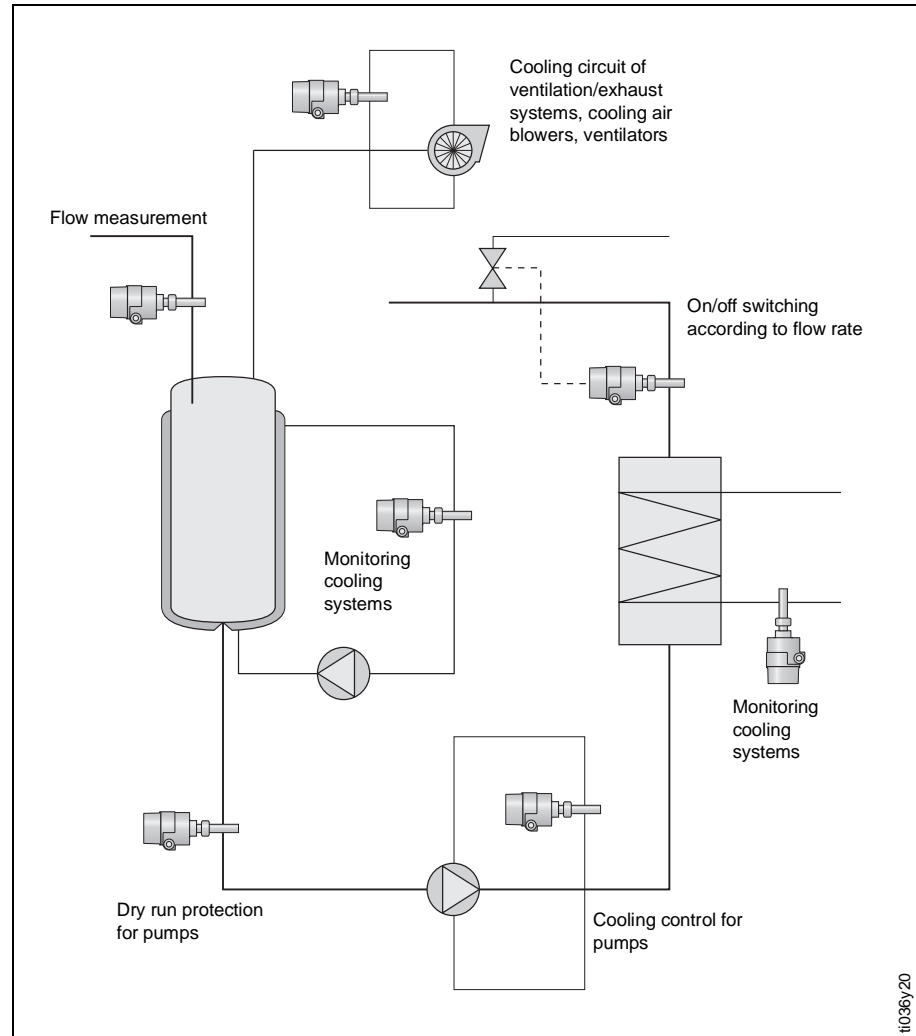 Cooling circuit of
ventilation/exhaust
systems, cooling air
blowers, ventilators
Flow measurement
On/off switching
according to flow rate
Monitoring
cooling
systems
Monitoring
cooling
systems
Dry run protection
for pumps
Cooling control for
pumps
ti036y20